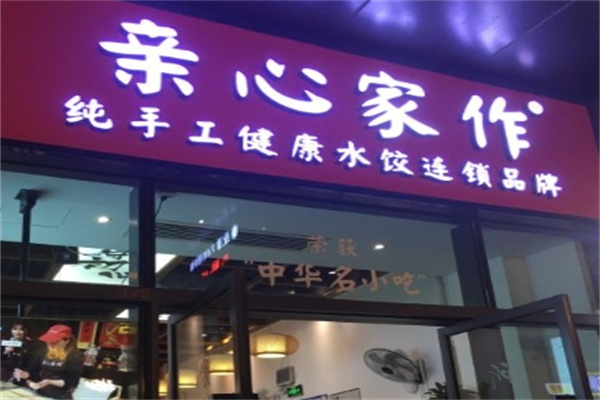 亲心家作
纯手工健康水饺连锁品牌
荣获
"中华名小吃"